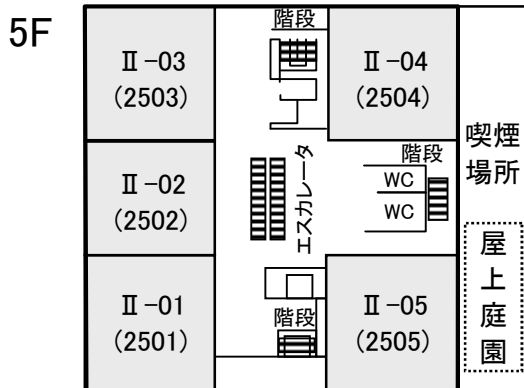 5F
階段
Ⅱ-03
(2503)
Ⅱ-04
(2504)
喫煙
場所
階段
WC
WC
エスカレータ
Ⅱ-02
(2502)
屋上庭園
Ⅱ-01
(2501)
階段
Ⅱ-05
(2505)